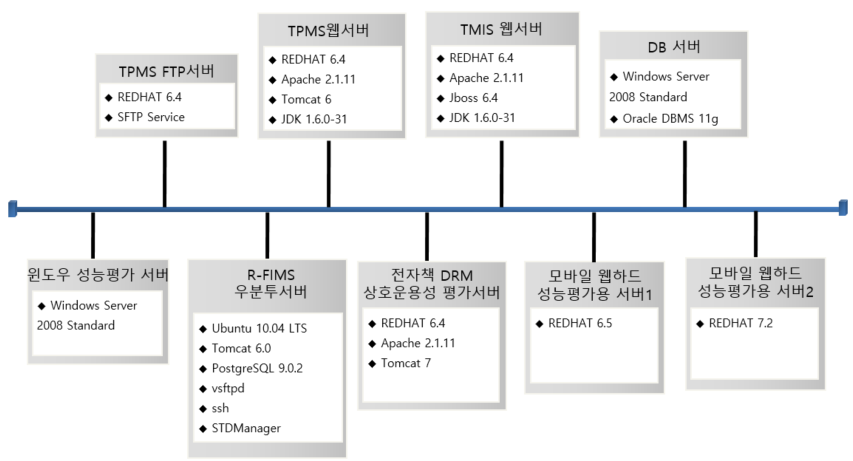 TPMS FTP서버
◆ REDHAT 6.4
◆ SFTP Service
TPMS웹서버
◆ REDHAT 6.4
◆ Apache 2.1.11
◆ Tomcat 6
◆ JDK 1.6.0-31
TMIS 웹서버
◆ REDHAT 6.4
◆ Apache 2.1.11
◆ Jboss 6.4
◆ JDK 1.6.0-31
DB 서버
◆ Windows Server
2008 Standard
◆ Oracle DBMS 11g
윈도우 성능평가 서버
◆ Windows Server
2008 Standard
R-FIMS
우분투서버
◆ Ubuntu 10.04 LTS
◆ Tomcat 6.0
◆ PostgreSQL 9.0.2
◆ vsftpd
◆ ssh
◆ STDManager
전자책 DRM
상호운용성 평가서버
◆ REDHAT 6.4
◆ Apache 2.1.11
◆ Tomcat 7
모바일 웹하드
성능평가용 서버1
◆ REDHAT 6.5
모바일 웹하드
성능평가용 서버2
◆ REDHAT 7.2